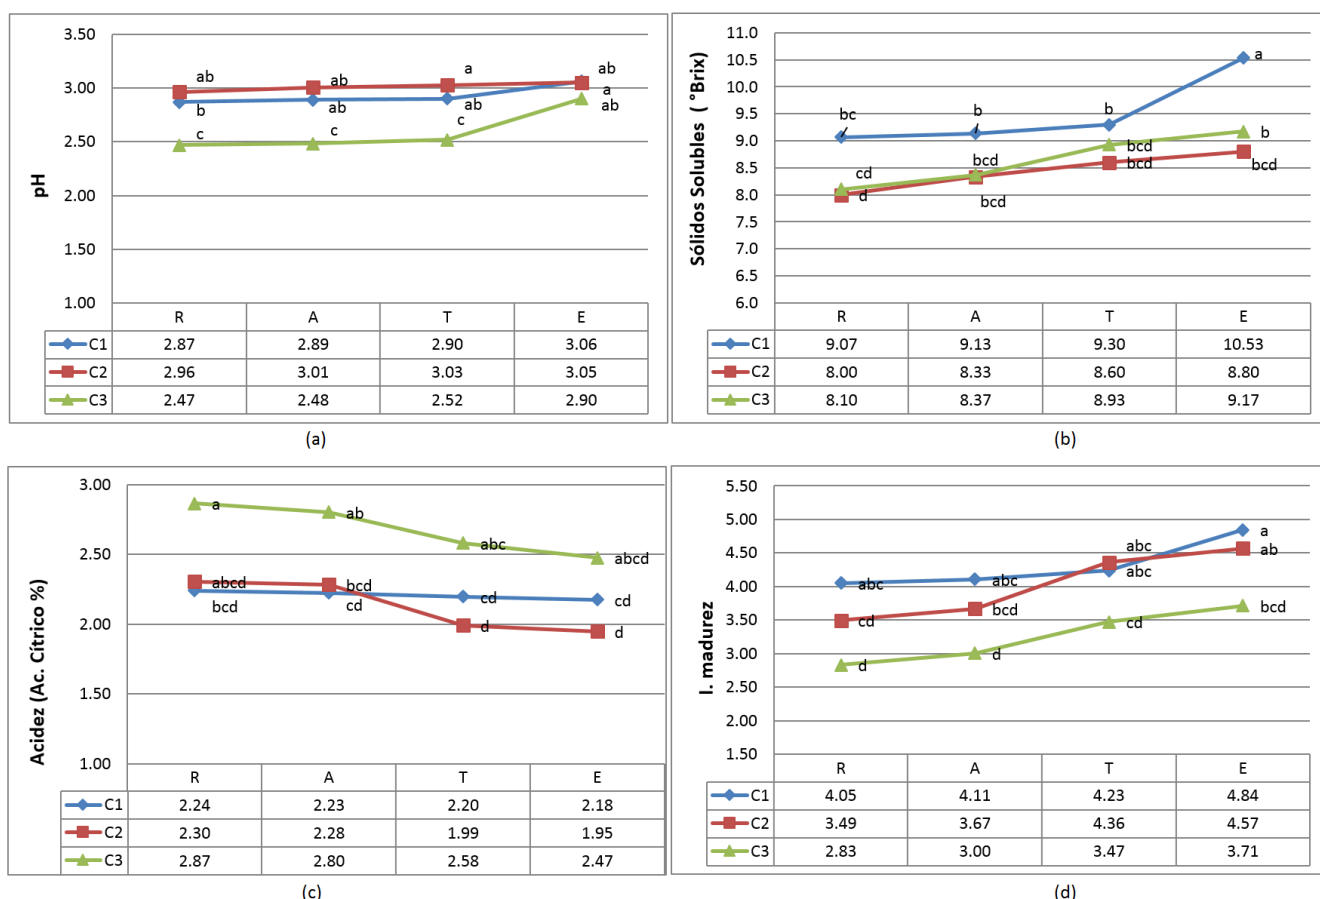 3.50
3.00
2.50
2.00
1.50
1.00
pH
ab
ab
a
ab
b
ab
ab
a
ab
c
c
c
R A T E
C1 2.87 2.89 2.90 3.06
C2 2.96 3.01 3.03 3.05
C3 2.47 2.48 2.52 2.90
(a)
11.0
10.5
10.0
9.5
9.0
8.5
8.0
7.5
7.0
6.5
6.0
Sólidos Solubles ( °Brix)
bc
b
b
a
cd
bcd
bcd
b
d
bcd
bcd
bcd
R A T E
C1 9.07 9.13 9.30 10.53
C2 8.00 8.33 8.60 8.80
C3 8.10 8.37 8.93 9.17
(b)
3.00
2.50
2.00
1.50
1.00
Acidez (Ac. Cítrico %)
a
ab
abc
abcd
abcd
bcd
cd
cd
bcd
cd
d
d
R A T E
C1 2.24 2.23 2.20 2.18
C2 2.30 2.28 1.99 1.95
C3 2.87 2.80 2.58 2.47
(c)
5.50
5.00
4.50
4.00
3.50
3.00
2.50
2.00
1.50
I. madurez
abc
abc
abc
a
cd
bcd
abc
ab
d
d
cd
bcd
R A T E
C1 4.05 4.11 4.23 4.84
C2 3.49 3.67 4.36 4.57
C3 2.83 3.00 3.47 3.71
(d)